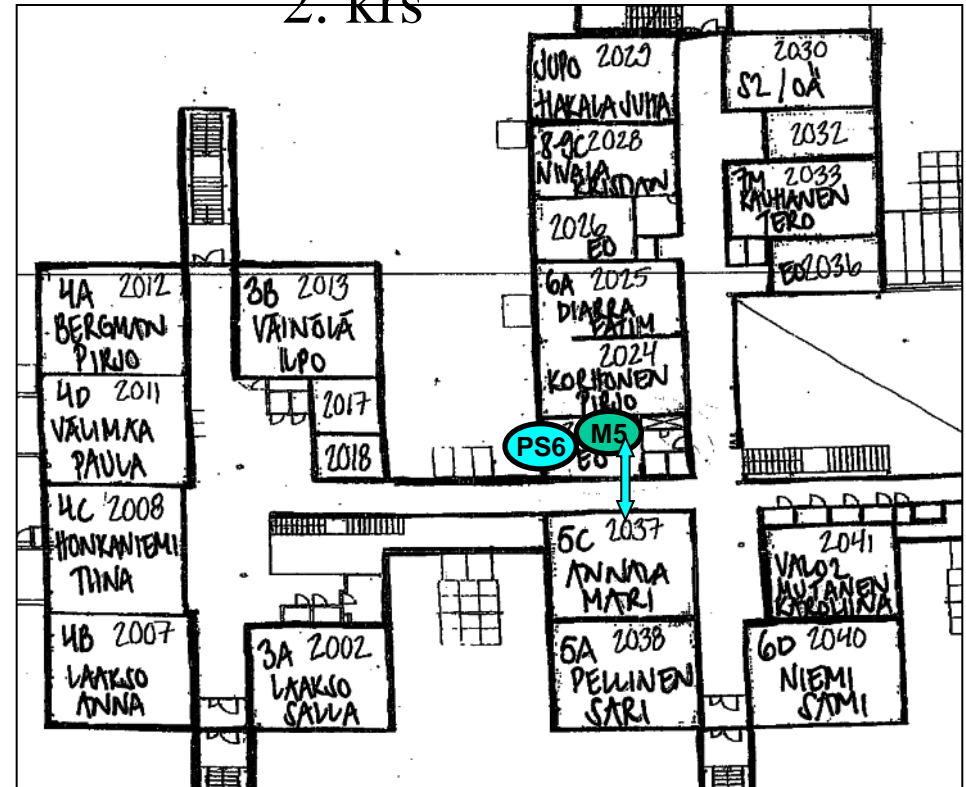 2. krs
JUPO 2029
HAKALA JUHA
2030
S2 / OÄ
8-9C 2028
NIVALA
KRISTIAN
2032
7M 2033
KAUHANEN
TERO
2026
EO
EO 2036
4A 2012
BERGMAN
PIRJO
3B 2013
VÄINÖLÄ
ILPO
6A 2025
DIARRA
FATIM
2024
KORHONEN
PIRJO
4D 2011
VÄLIMAA
PAULA
2017
2018
PS6
M5
EO
4C 2008
HONKANIEMI
TIINA
5C 2037
ANNALA
MARI
2041
VALO2
MUTANEN
KAROLIINA
4B 2007
LAAKSO
ANNA
3A 2002
LAAKSO
SALLA
5A 2038
PELLINEN
SARI
6D 2040
NIEMI
SAMI